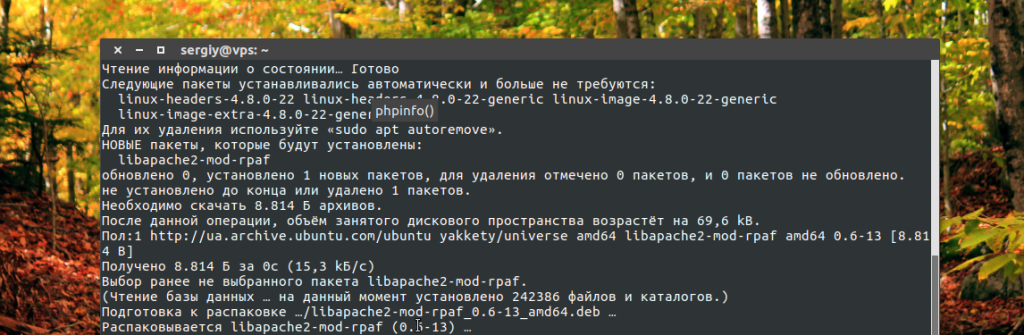 sergiy@vps: ~
Чтение информации о состоянии… Готово
Следующие пакеты устанавливались автоматически и больше не требуются:
linux-headers-4.8.0-22 linux-hea 8.0-22-generic linux-image-4.8.0-22-generic
phpinfo()
linux-image-extra-4.8.0-22-gene
Для их удаления используйте «sudo apt autoremove».
НОВЫЕ пакеты, которые будут установлены:
libapache2-mod-rpaf
обновлено 0, установлено 1 новых пакетов, для удаления отмечено 0 пакетов, и 0 пакетов не обновлено.
не установлено до конца или удалено 1 пакетов.
Необходимо скачать 8.814 Б архивов.
После данной операции, объём занятого дискового пространства возрастёт на 69,6 kB.
Пол:1 http://ua.archive.ubuntu.com/ubuntu yakkety/universe amd64 libapache2-mod-rpaf amd64 0.6-13 [8.81
4 B]
Получено 8.814 Б за 0с (15,3 kБ/c)
Выбор ранее не выбранного пакета libapache2-mod-rpaf.
(Чтение базы данных … на данный момент установлено 242386 файлов и каталогов.)
Подготовка к распаковке …/libapache2-mod-rpaf_0.6-13_amd64.deb …
Распаковывается libapache2-mod-rpaf (0.6-13) …